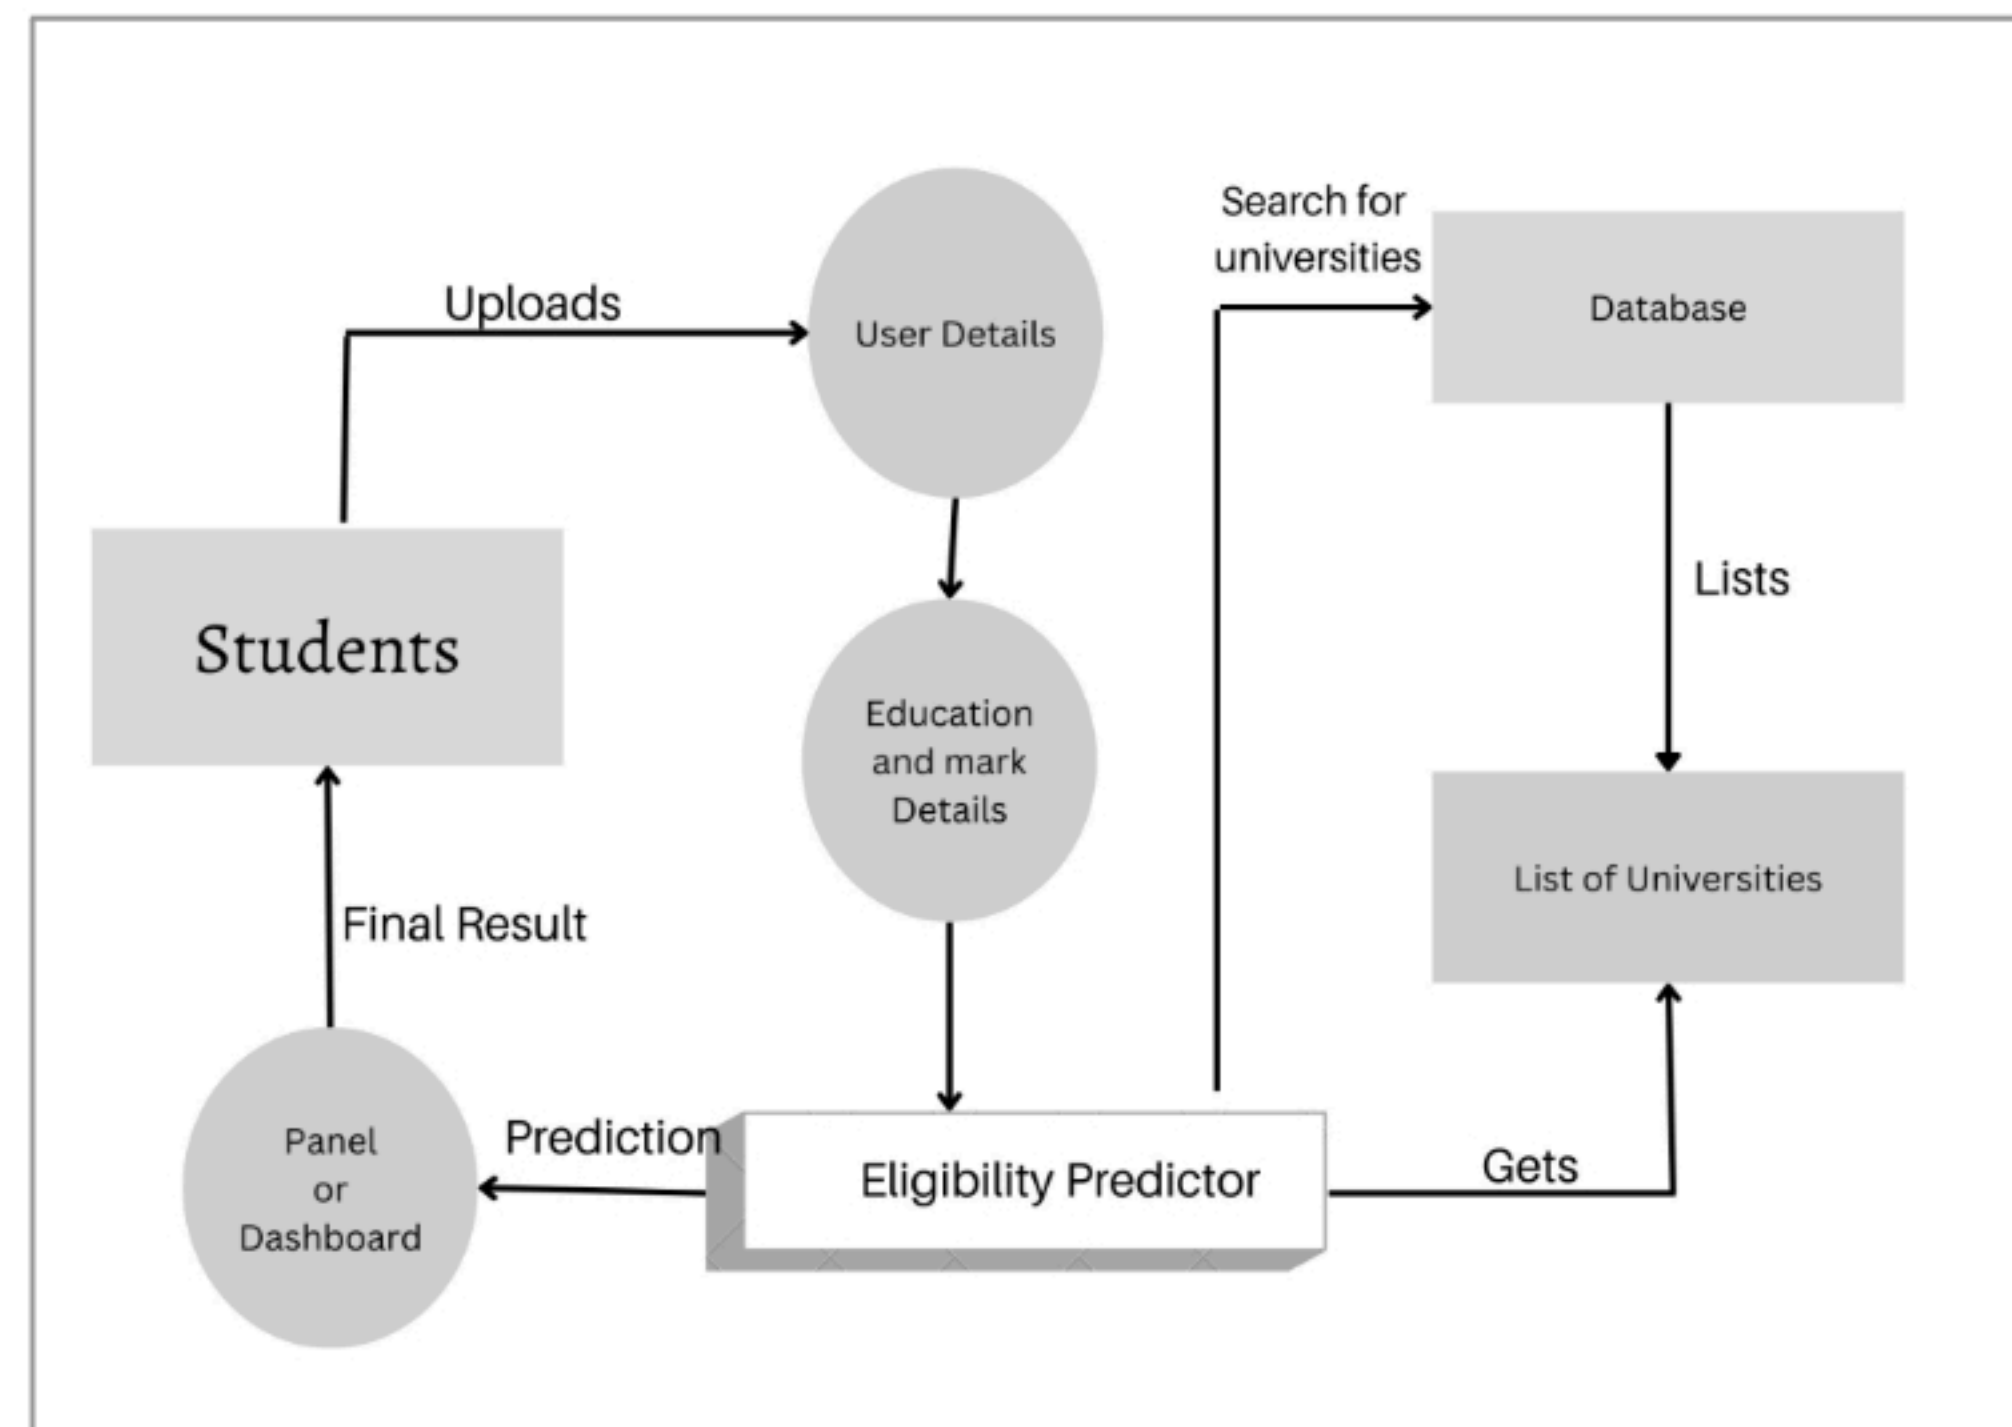 Search for
universities
Database
Uploads
User Details
Lists
Students
Education
and mark
Details
List of Universities
Final Result
Panel
or
Dashboard
Prediction
Eligibility Predictor
Gets